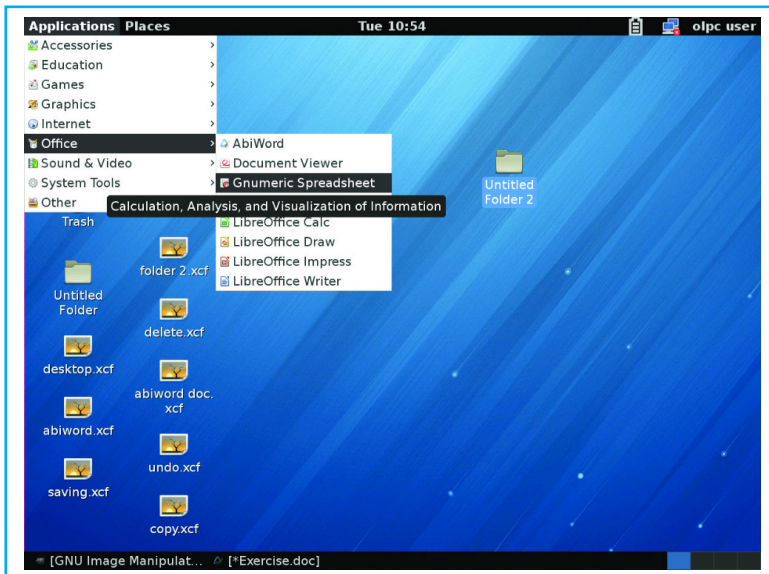 Applications Places Tue 10:54 olpc user
Accessories
Education
Games
Graphics
Internet
Office
Sound & Video
System Tools
Other
AbiWord
Document Viewer
Gnumeric Spreadsheet
Calculation, Analysis, and Visualization of Information
LibreOffice Calc
LibreOffice Draw
LibreOffice Impress
LibreOffice Writer
Trash
Untitled
Folder
desktop.xcf
abiword.xcf
saving.xcf
folder 2.xcf
delete.xcf
abiword doc.
xcf
undo.xcf
copy.xcf
Untitled
Folder 2
[GNU Image Manipulat... [*Exercise.doc]